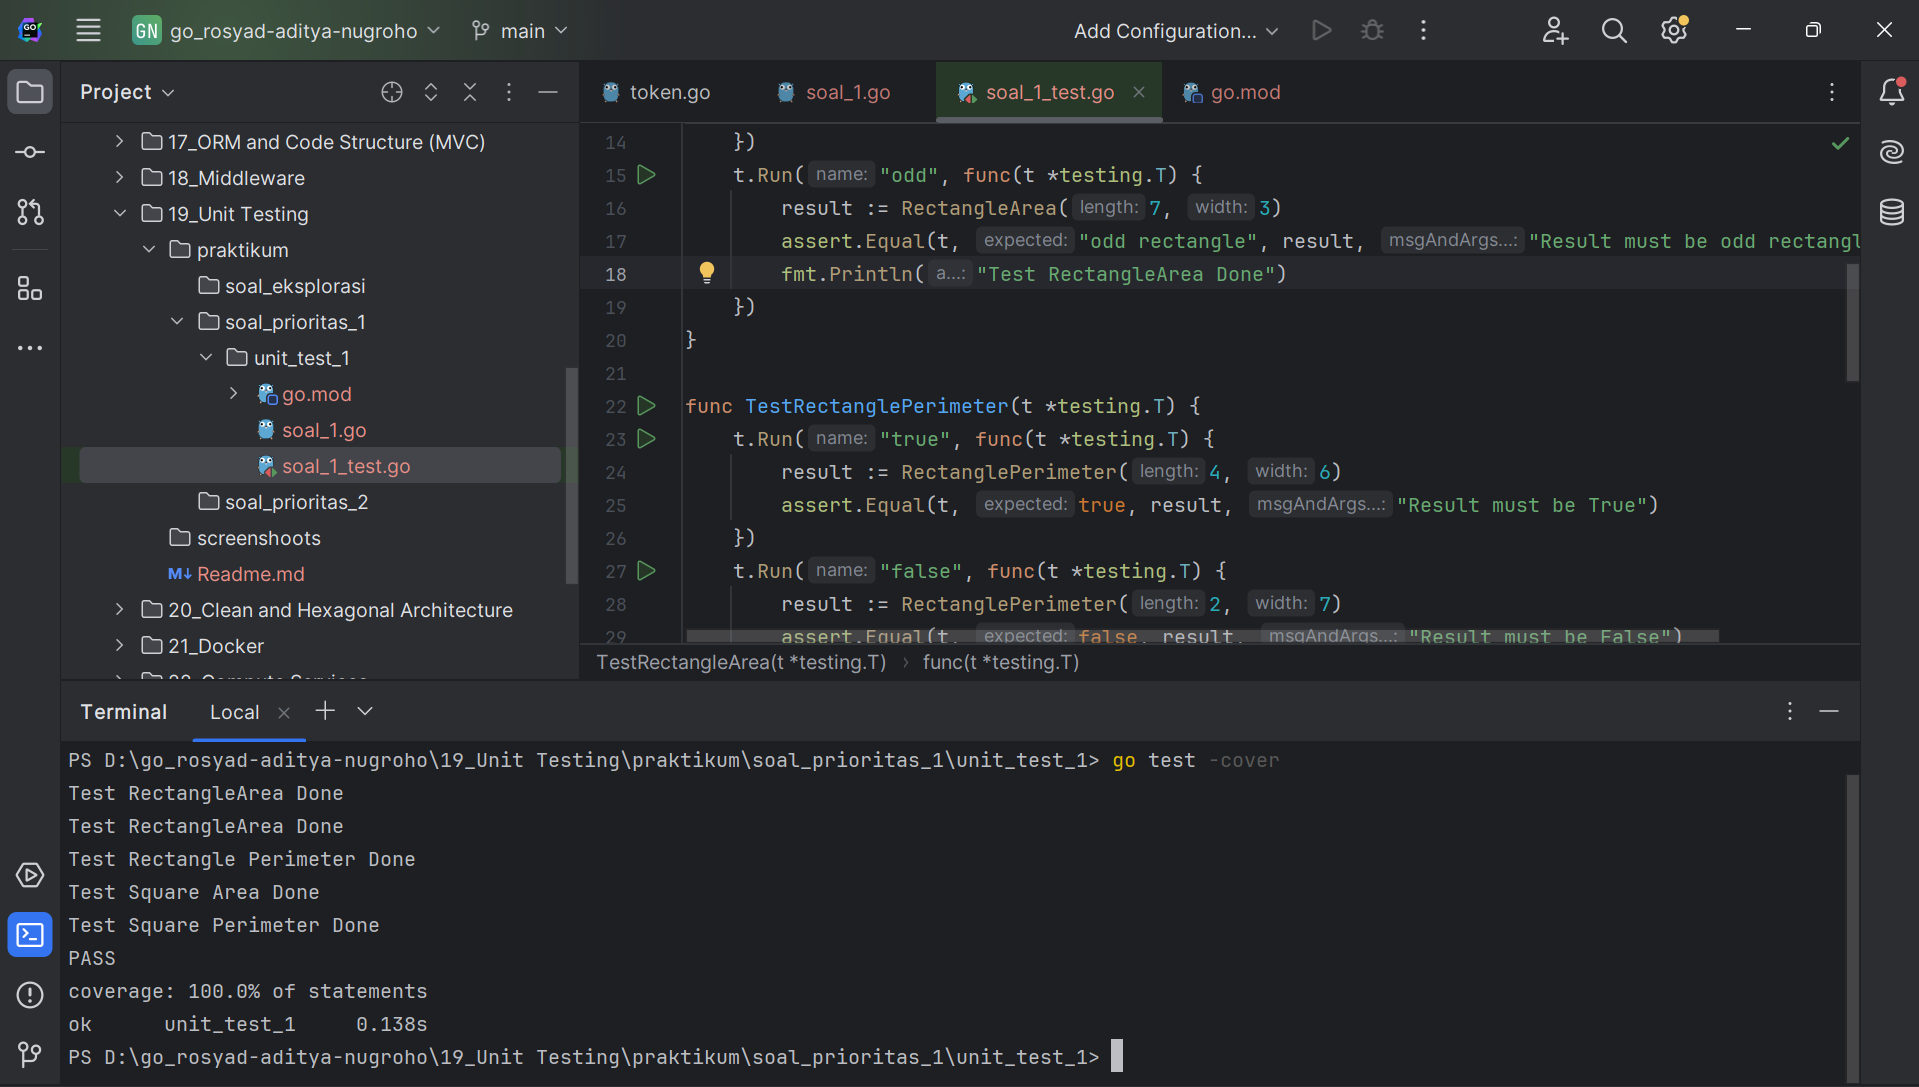 GO
GN go_rosyad-aditya-nugroho main Add Configuration...
Project
17_ORM and Code Structure (MVC)
18_Middleware
19_Unit Testing
praktikum
soal_eksplorasi
soal_prioritas_1
unit_test_1
go.mod
soal_1.go
soal_1_test.go
soal_prioritas_2
screenshoots
M↓ Readme.md
20_Clean and Hexagonal Architecture
21_Docker
token.go soal_1.go soal_1_test.go go.mod
14 })
15 t.Run( name: "odd", func(t *testing.T) {
16 result := RectangleArea( length: 7, width: 3)
17 assert.Equal(t, expected: "odd rectangle", result, msgAndArgs...: "Result must be odd rectangl
18 fmt.Println( a...: "Test RectangleArea Done")
19 })
20 }
21
22 func TestRectanglePerimeter(t *testing.T) {
23 t.Run( name: "true", func(t *testing.T) {
24 result := RectanglePerimeter( length: 4, width: 6)
25 assert.Equal(t, expected: true, result, msgAndArgs...: "Result must be True")
26 })
27 t.Run( name: "false", func(t *testing.T) {
28 result := RectanglePerimeter( length: 2, width: 7)
29 assert.Equal(t, expected: false, result, msgAndArgs...: "Result must be False")
TestRectangleArea(t *testing.T) › func(t *testing.T)
Terminal Local
PS D:\go_rosyad-aditya-nugroho\19_Unit Testing\praktikum\soal_prioritas_1\unit_test_1> go test -cover
Test RectangleArea Done
Test RectangleArea Done
Test Rectangle Perimeter Done
Test Square Area Done
Test Square Perimeter Done
PASS
coverage: 100.0% of statements
ok unit_test_1 0.138s
PS D:\go_rosyad-aditya-nugroho\19_Unit Testing\praktikum\soal_prioritas_1\unit_test_1>